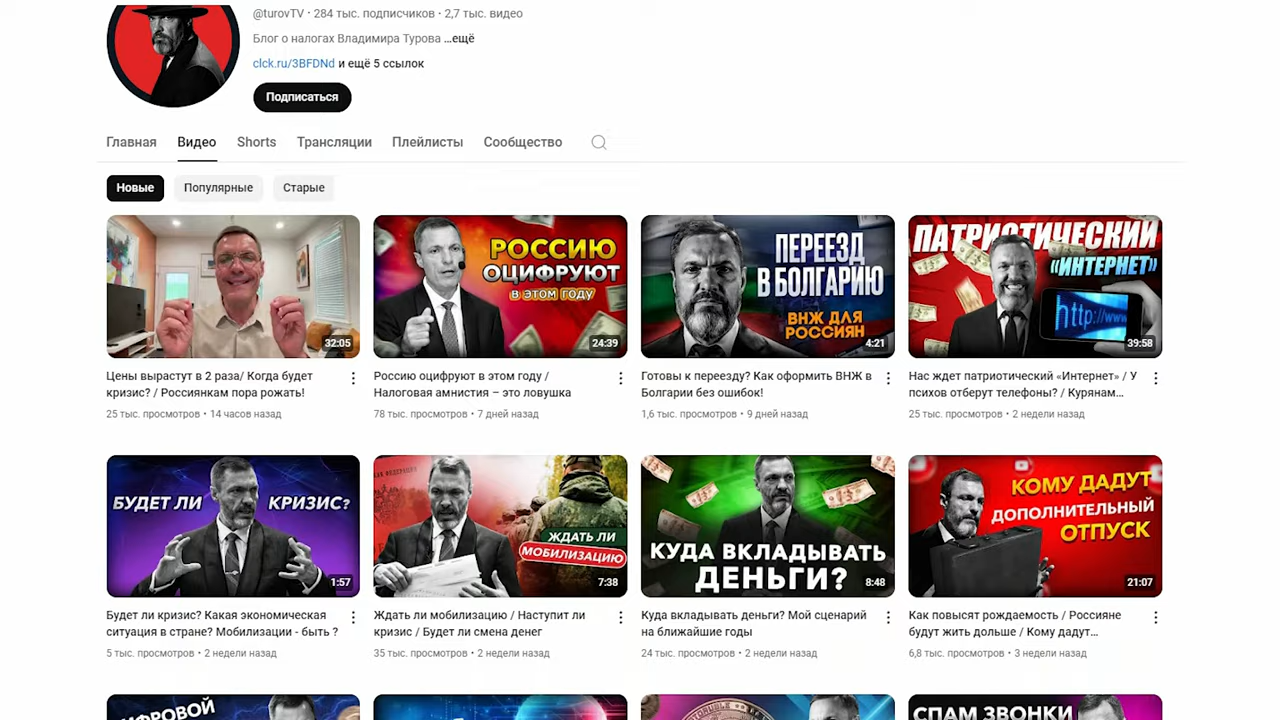 @turovTV · 284 тыс. подписчиков · 2,7 тыс. видео
Блог о налогах Владимира Турова ...ещё
clck.ru/3BFDNd и ещё 5 ссылок
Подписаться
Главная Видео Shorts Трансляции Плейлисты Сообщество
Новые Популярные Старые
32:05
РОССИЮ
ОЦИФРУЮТ
В ЭТОМ ГОДУ
24:39
ПЕРЕЕЗД
В БОЛГАРИЮ
ВНЖ ДЛЯ
РОССИЯН
4:21
ПАТРИОТИЧЕСКИЙ
«ИНТЕРНЕТ»
http://www
39:58
Цены вырастут в 2 раза/ Когда будет
кризис? / Россиянкам пора рожать!
25 тыс. просмотров · 14 часов назад
Россию оцифруют в этом году /
Налоговая амнистия – это ловушка
78 тыс. просмотров · 7 дней назад
Готовы к переезду? Как оформить ВНЖ в
Болгарии без ошибок!
1,6 тыс. просмотров · 9 дней назад
Нас ждет патриотический «Интернет» / У
психов отберут телефоны? / Курянам...
25 тыс. просмотров · 2 недели назад
БУДЕТ ЛИ КРИЗИС?
1:57
ЖДАТЬ ЛИ
МОБИЛИЗАЦИЮ
7:38
КУДА ВКЛАДЫВАТЬ
ДЕНЬГИ?
8:48
КОМУ ДАДУТ
ДОПОЛНИТЕЛЬНЫЙ
ОТПУСК
21:07
Будет ли кризис? Какая экономическая
ситуация в стране? Мобилизации - быть ?
5 тыс. просмотров · 2 недели назад
Ждать ли мобилизацию / Наступит ли
кризис / Будет ли смена денег
35 тыс. просмотров · 2 недели назад
Куда вкладывать деньги? Мой сценарий
на ближайшие годы
24 тыс. просмотров · 2 недели назад
Как повысят рождаемость / Россияне
будут жить дольше / Кому дадут...
6,8 тыс. просмотров · 3 недели назад
СПАМ ЗВОНКИ